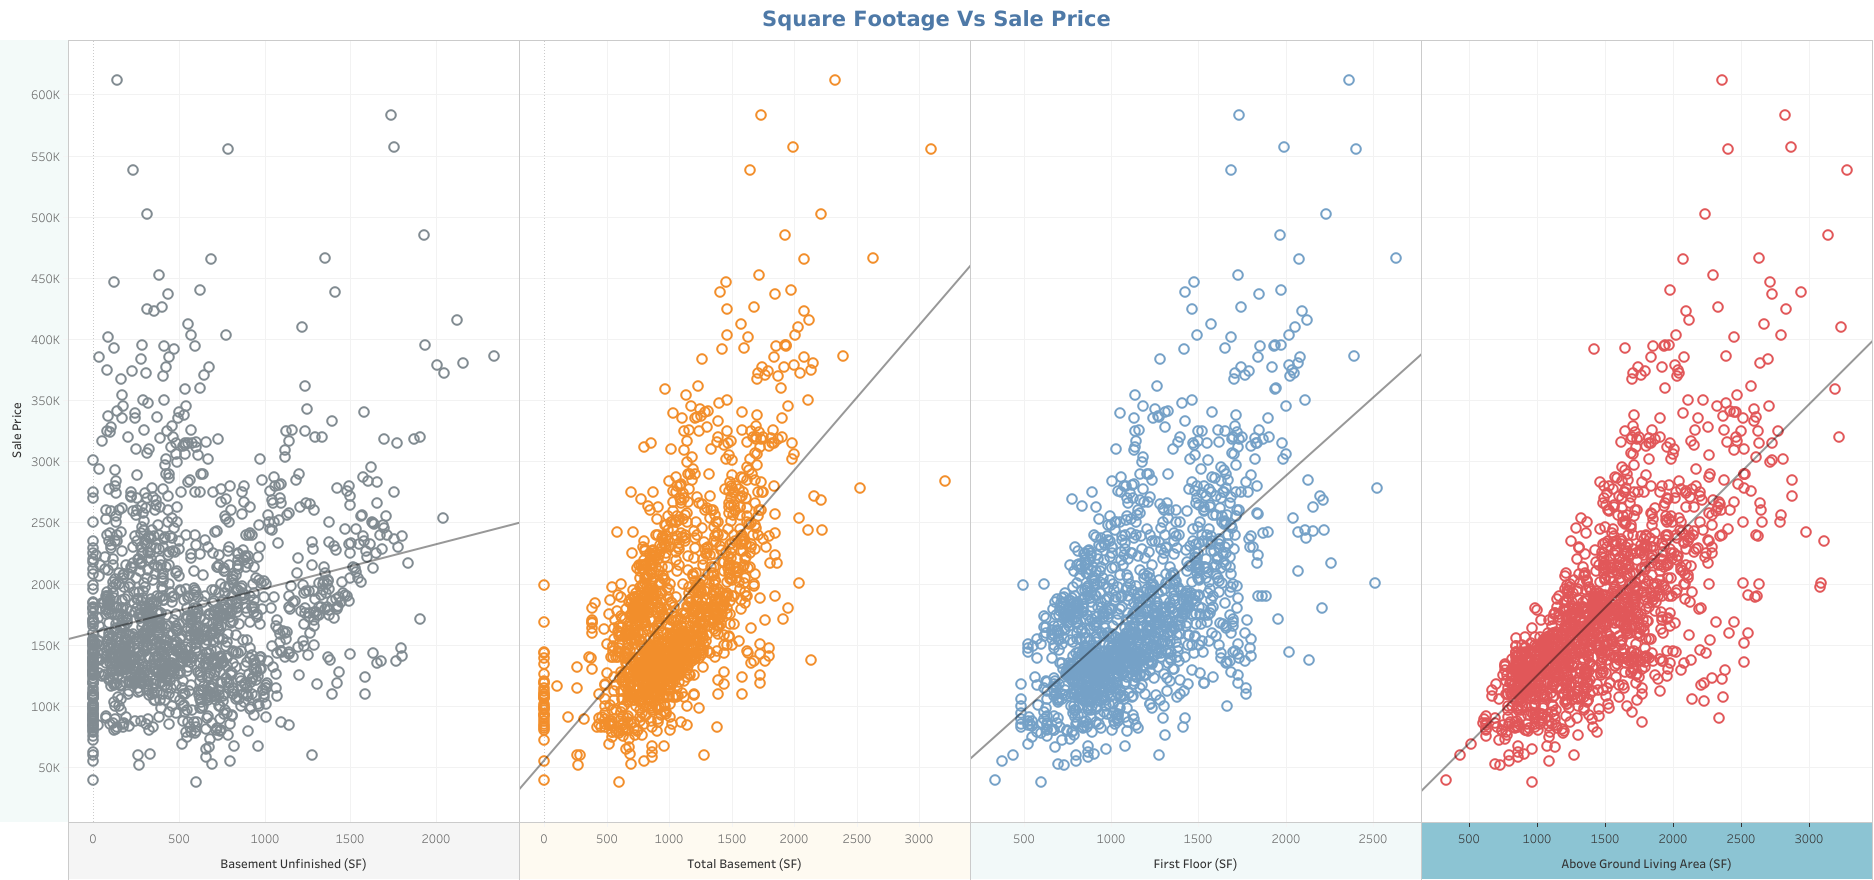 Square Footage Vs Sale Price
Sale Price
600K
550K
500K
450K
400K
350K
300K
250K
200K
150K
100K
50K
0 500 1000 1500 2000
0 500 1000 1500 2000 2500 3000
500 1000 1500 2000 2500
500 1000 1500 2000 2500 3000
Basement Unfinished (SF)
Total Basement (SF)
First Floor (SF)
Above Ground Living Area (SF)